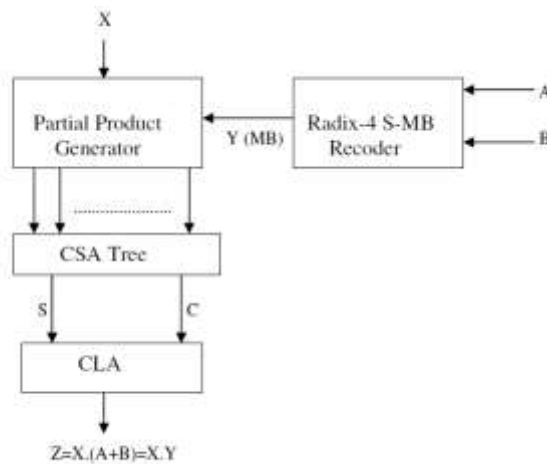 X
Partial Product
Generator
Y (MB)
Radix-4 S-MB
Recoder
A
B
CSA Tree
S
C
CLA
Z=X.(A+B)=X.Y